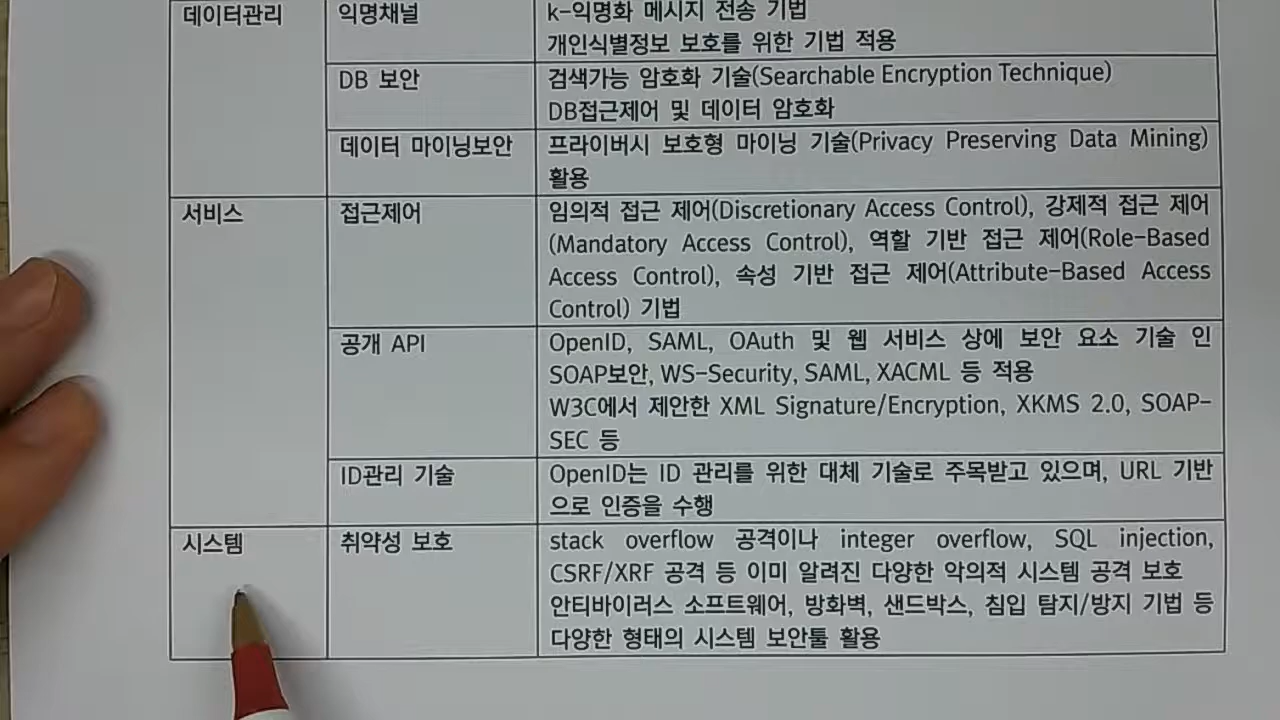 데이터관리 익명채널 k-익명화 메시지 전송 기법
개인식별정보 보호를 위한 기법 적용
DB 보안 검색가능 암호화 기술(Searchable Encryption Technique)
DB접근제어 및 데이터 암호화
데이터 마이닝보안 프라이버시 보호형 마이닝 기술(Privacy Preserving Data Mining)
활용
서비스 접근제어 임의적 접근 제어(Discretionary Access Control), 강제적 접근 제어
(Mandatory Access Control), 역할 기반 접근 제어(Role-Based
Access Control), 속성 기반 접근 제어(Attribute-Based Access
Control) 기법
공개 API OpenID, SAML, OAuth 및 웹 서비스 상에 보안 요소 기술 인
SOAP보안, WS-Security, SAML, XACML 등 적용
W3C에서 제안한 XML Signature/Encryption, XKMS 2.0, SOAP-
SEC 등
ID관리 기술 OpenID는 ID 관리를 위한 대체 기술로 주목받고 있으며, URL 기반
으로 인증을 수행
시스템 취약성 보호 stack overflow 공격이나 integer overflow, SQL injection,
CSRF/XRF 공격 등 이미 알려진 다양한 악의적 시스템 공격 보호
안티바이러스 소프트웨어, 방화벽, 샌드박스, 침입 탐지/방지 기법 등
다양한 형태의 시스템 보안툴 활용